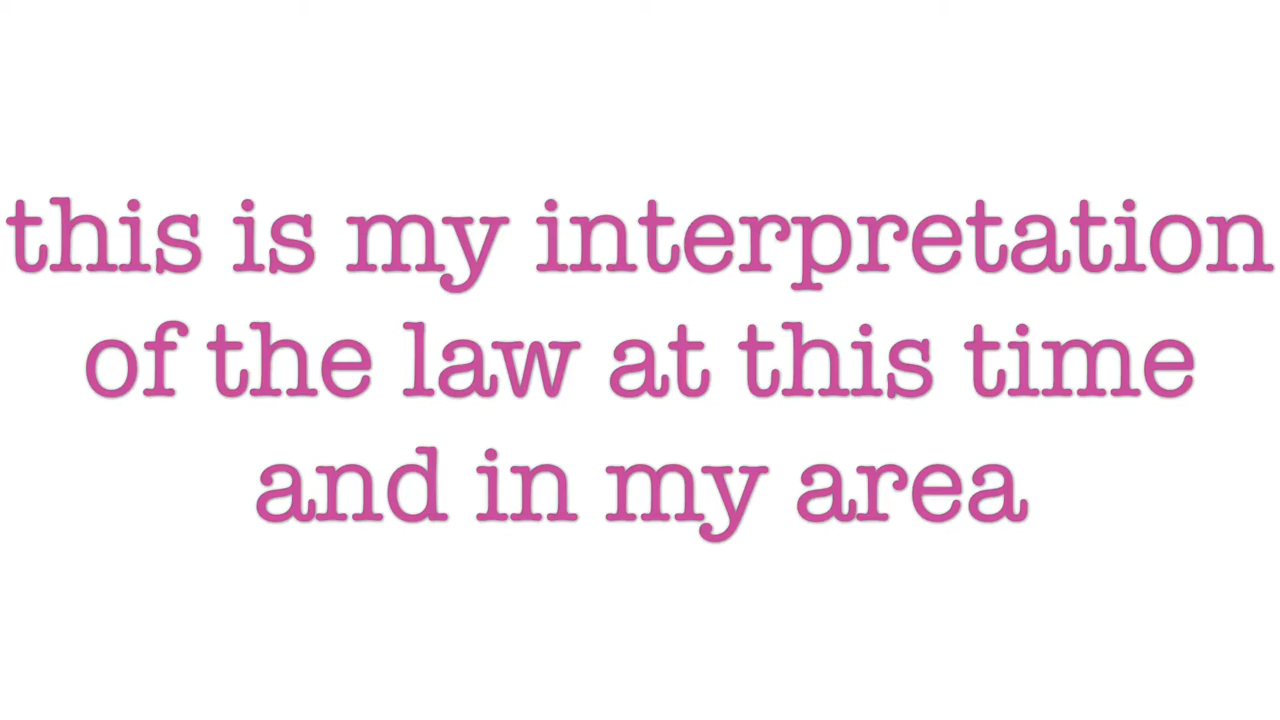 this is my interpretation
of the law at this time
and in my area